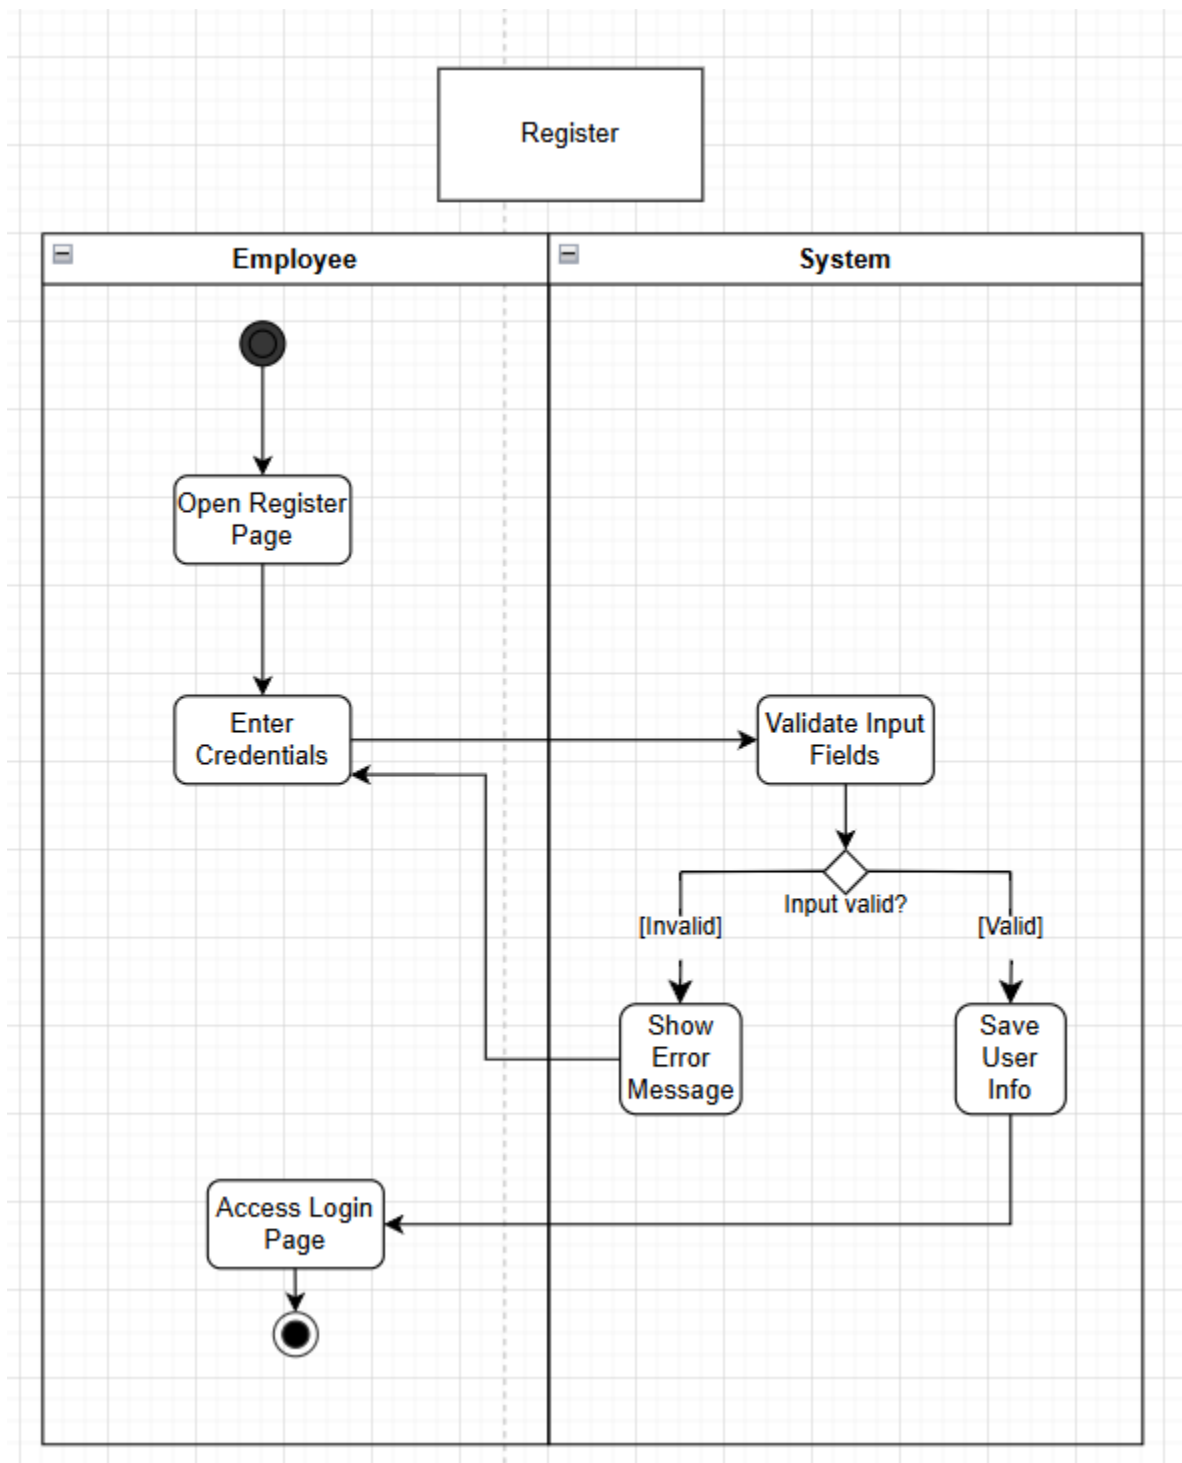 Register
Employee
System
Open Register
Page
Enter
Credentials
Validate Input
Fields
Input valid?
[Invalid]
[Valid]
Show
Error
Message
Save
User
Info
Access Login
Page